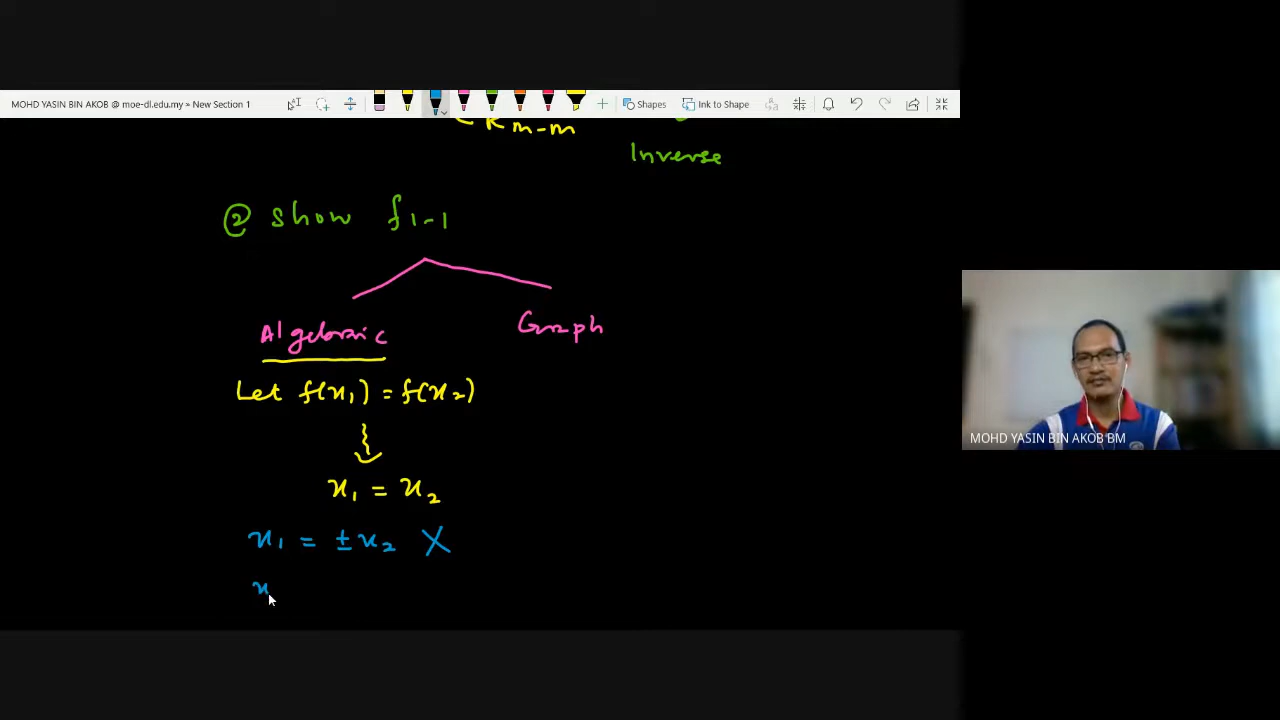 MOHD YASIN BIN AKOB @ moe-dl.edu.my » New Section 1
Shapes
Ink to Shape
R m-m
Inverse
② show f 1-1
Algebraic
Graph
Let f(x₁) = f(x₂)
x₁ = x₂
x₁ = ± x₂ X
x
MOHD YASIN BIN AKOB BM